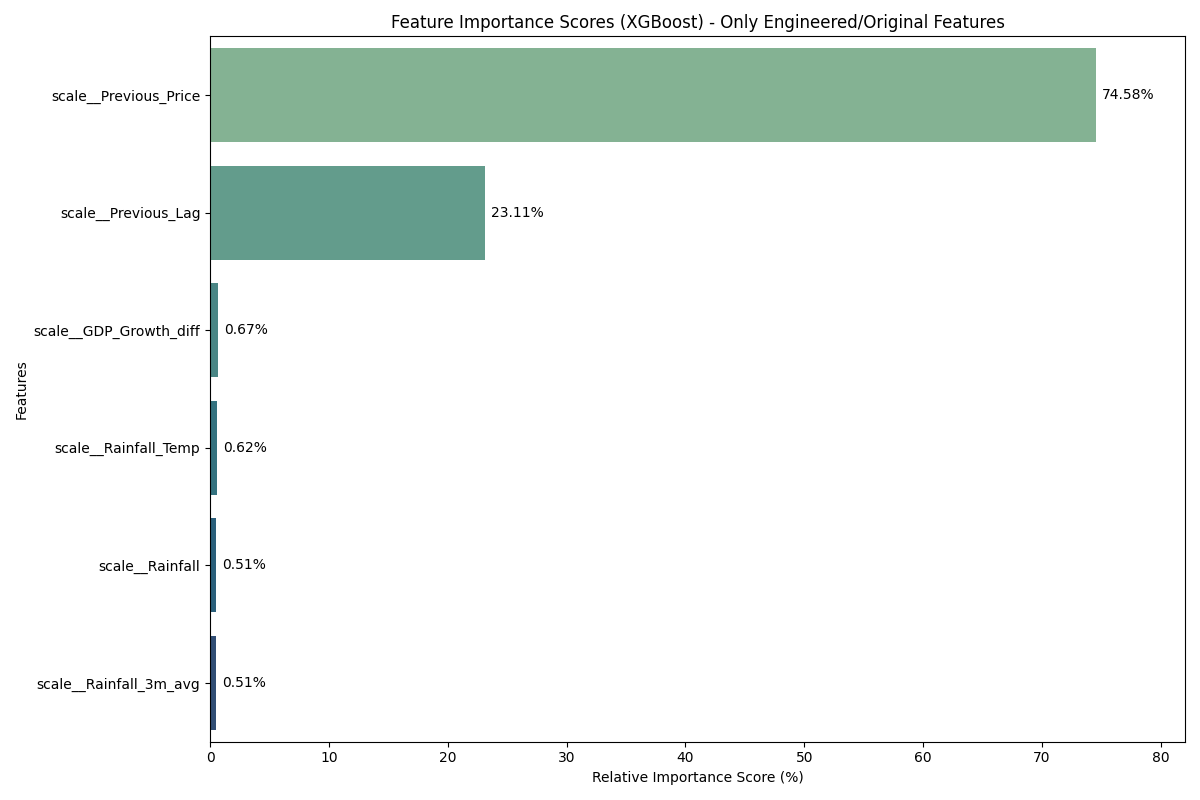 Feature Importance Scores (XGBoost) - Only Engineered/Original Features
scale__Previous_Price
74.58%
scale__Previous_Lag
23.11%
scale__GDP_Growth_diff
0.67%
scale__Rainfall_Temp
0.62%
scale__Rainfall
0.51%
scale__Rainfall_3m_avg
0.51%
Features
0 10 20 30 40 50 60 70 80
Relative Importance Score (%)